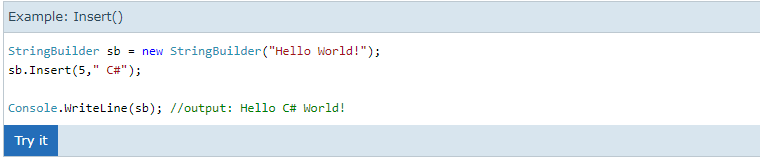 Example: Insert()
StringBuilder sb = new StringBuilder("Hello World!");
sb.Insert(5," C#");
Console.WriteLine(sb); //output: Hello C# World!
Try it